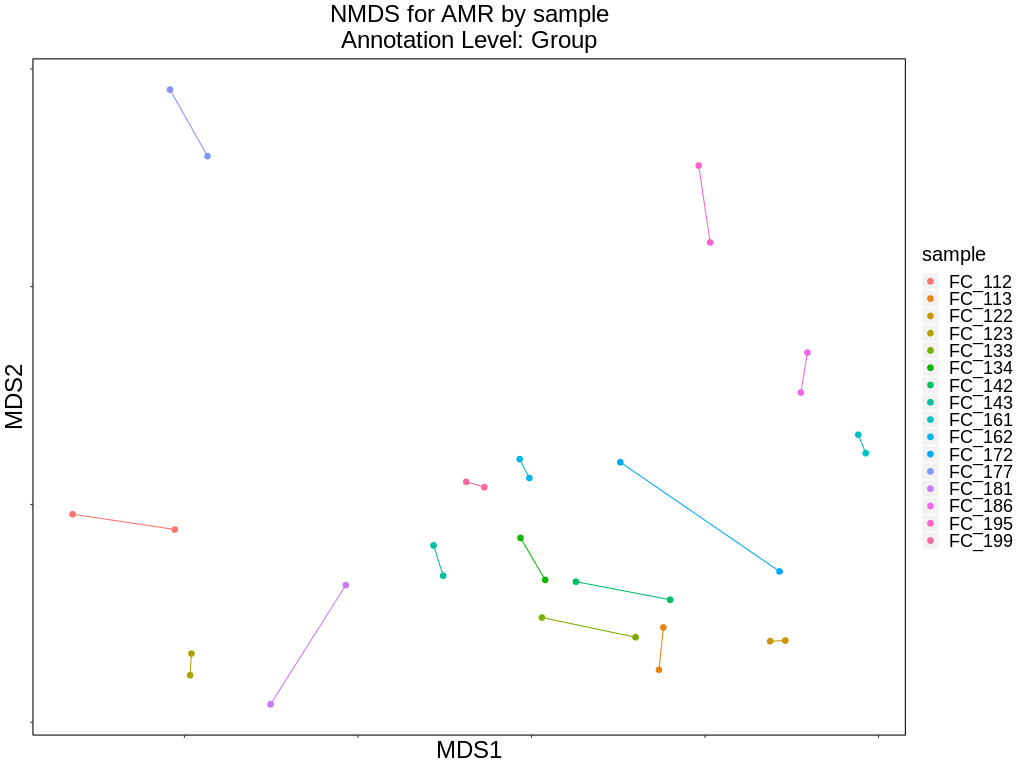 NMDS for AMR by sample
Annotation Level: Group
MDS2
MDS1
sample
FC_112
FC_113
FC_122
FC_123
FC_133
FC_134
FC_142
FC_143
FC_161
FC_162
FC_172
FC_177
FC_181
FC_186
FC_195
FC_199